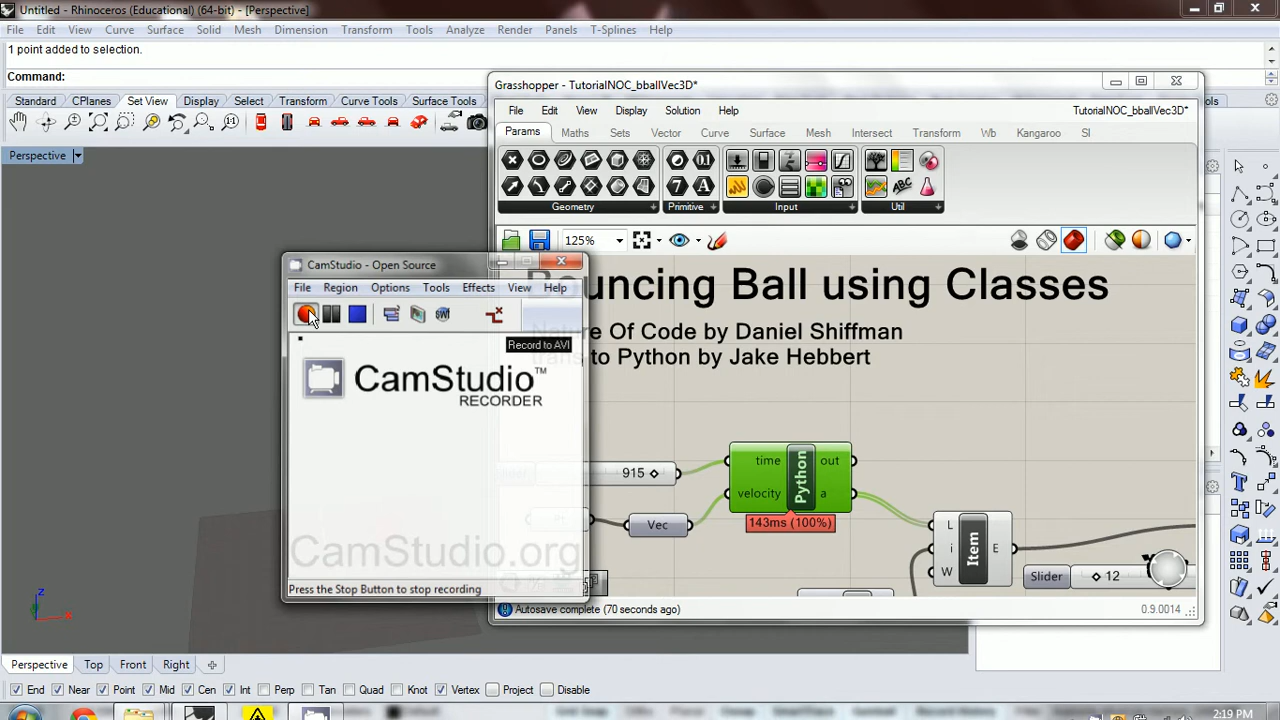 Untitled - Rhinoceros (Educational) (64-bit) - [Perspective]
File Edit View Curve Surface Solid Mesh Dimension Transform Tools Analyze Render Panels T-Splines Help
1 point added to selection.
Command:
Standard CPlanes Set View Display Select Transform Curve Tools Surface Tools
Perspective
Grasshopper - TutorialNOC_bballVec3D*
File Edit View Display Solution Help TutorialNOC_bballVec3D*
Params Maths Sets Vector Curve Surface Mesh Intersect Transform Wb Kangaroo SI
Geometry Primitive Input Util
125%
CamStudio - Open Source
File Region Options Tools Effects View Help
Record to AVI
CamStudio™
RECORDER
CamStudio.org
Press the Stop Button to stop recording
ouncing Ball using Classes
Nature Of Code by Daniel Shiffman
trans to Python by Jake Hebbert
915
time out
velocity a
Python
143ms (100%)
Vec
L
i E
W
Item
Slider 12
Autosave complete (70 seconds ago) 0.9.0014
z
x
Perspective Top Front Right
End Near Point Mid Cen Int Perp Tan Quad Knot Vertex Project Disable
2:19 PM